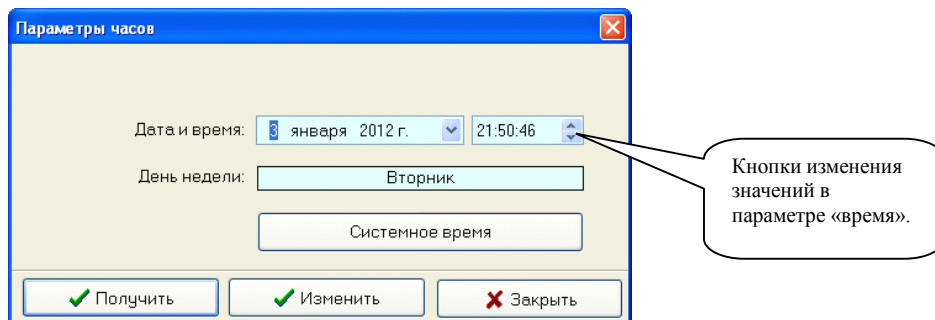 Параметры часов
Дата и время: 3 января 2012 г. 21:50:46
День недели: Вторник
Системное время
Получить Изменить Закрыть
Кнопки изменения
значений в
параметре «время».